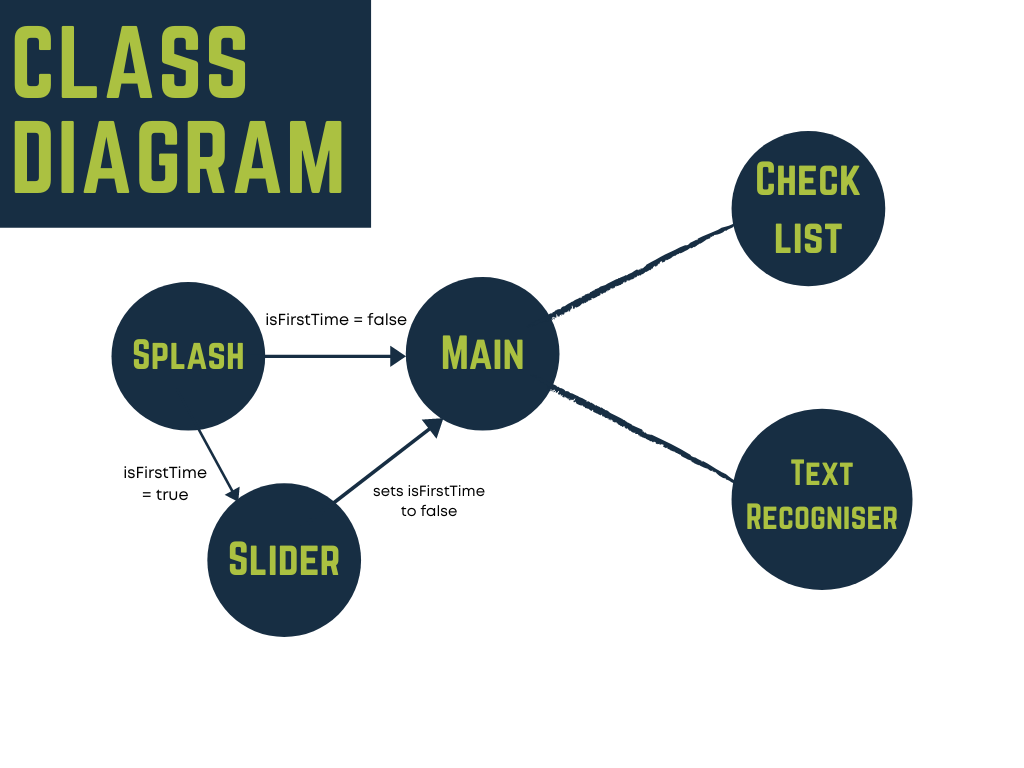 CLASS
DIAGRAM
CHECK
LIST
isFirstTime = false
SPLASH
MAIN
isFirstTime
= true
sets isFirstTime
to false
TEXT
RECOGNISER
SLIDER